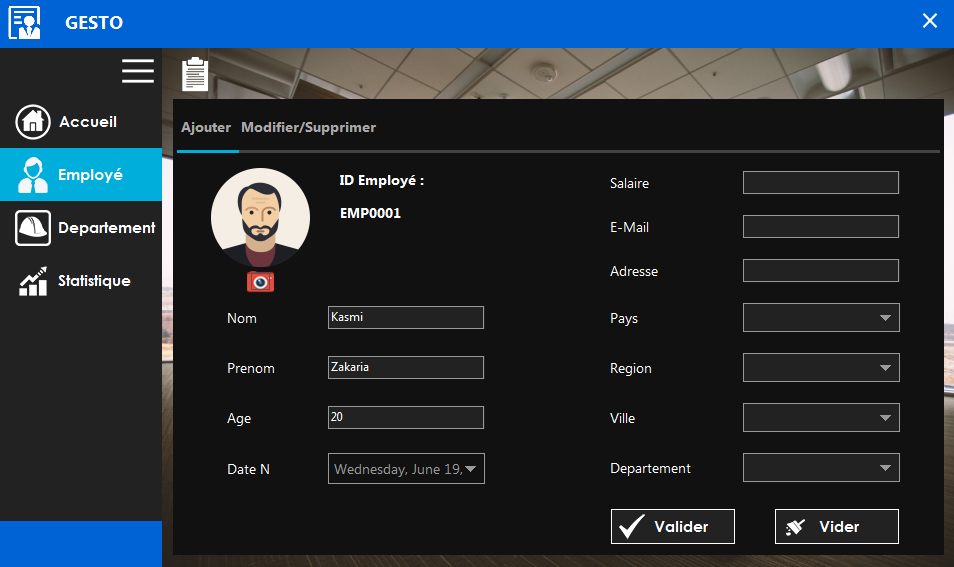 GESTO
Accueil
Employé
Departement
Statistique
Ajouter Modifier/Supprimer
ID Employé :
EMP0001
Nom Kasmi
Prenom Zakaria
Age 20
Date N Wednesday, June 19,
Salaire
E-Mail
Adresse
Pays
Region
Ville
Departement
Valider Vider